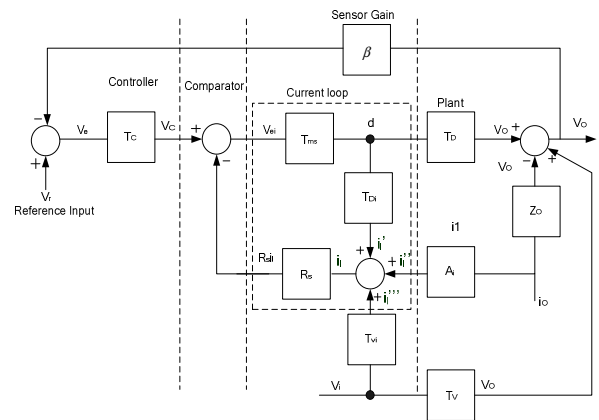 Sensor Gain
β
Controller
Comparator
Current loop
Plant
−
+
Ve
TC
VC
+
−
Vei
Tms
d
TD
VO
+
−
+
VO
VO
Vr
Reference Input
TDi
ZO
i1
RsiI
Rs
iI
+
iI'
+
iI''
Ai
iO
+
iI'''
Tvi
Vi
TV
VO